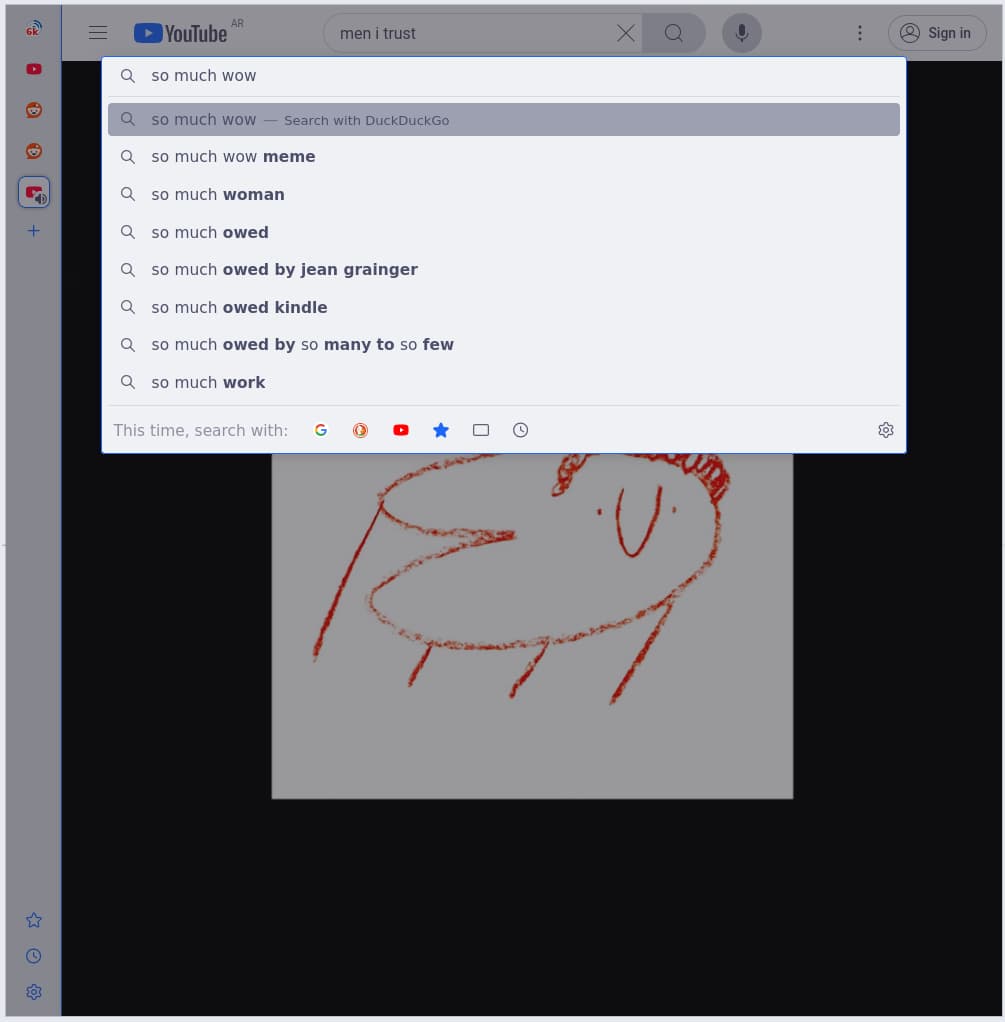 6k
YouTube AR
men i trust
Sign in
so much wow
so much wow — Search with DuckDuckGo
so much wow meme
so much woman
so much owed
so much owed by jean grainger
so much owed kindle
so much owed by so many to so few
so much work
This time, search with: